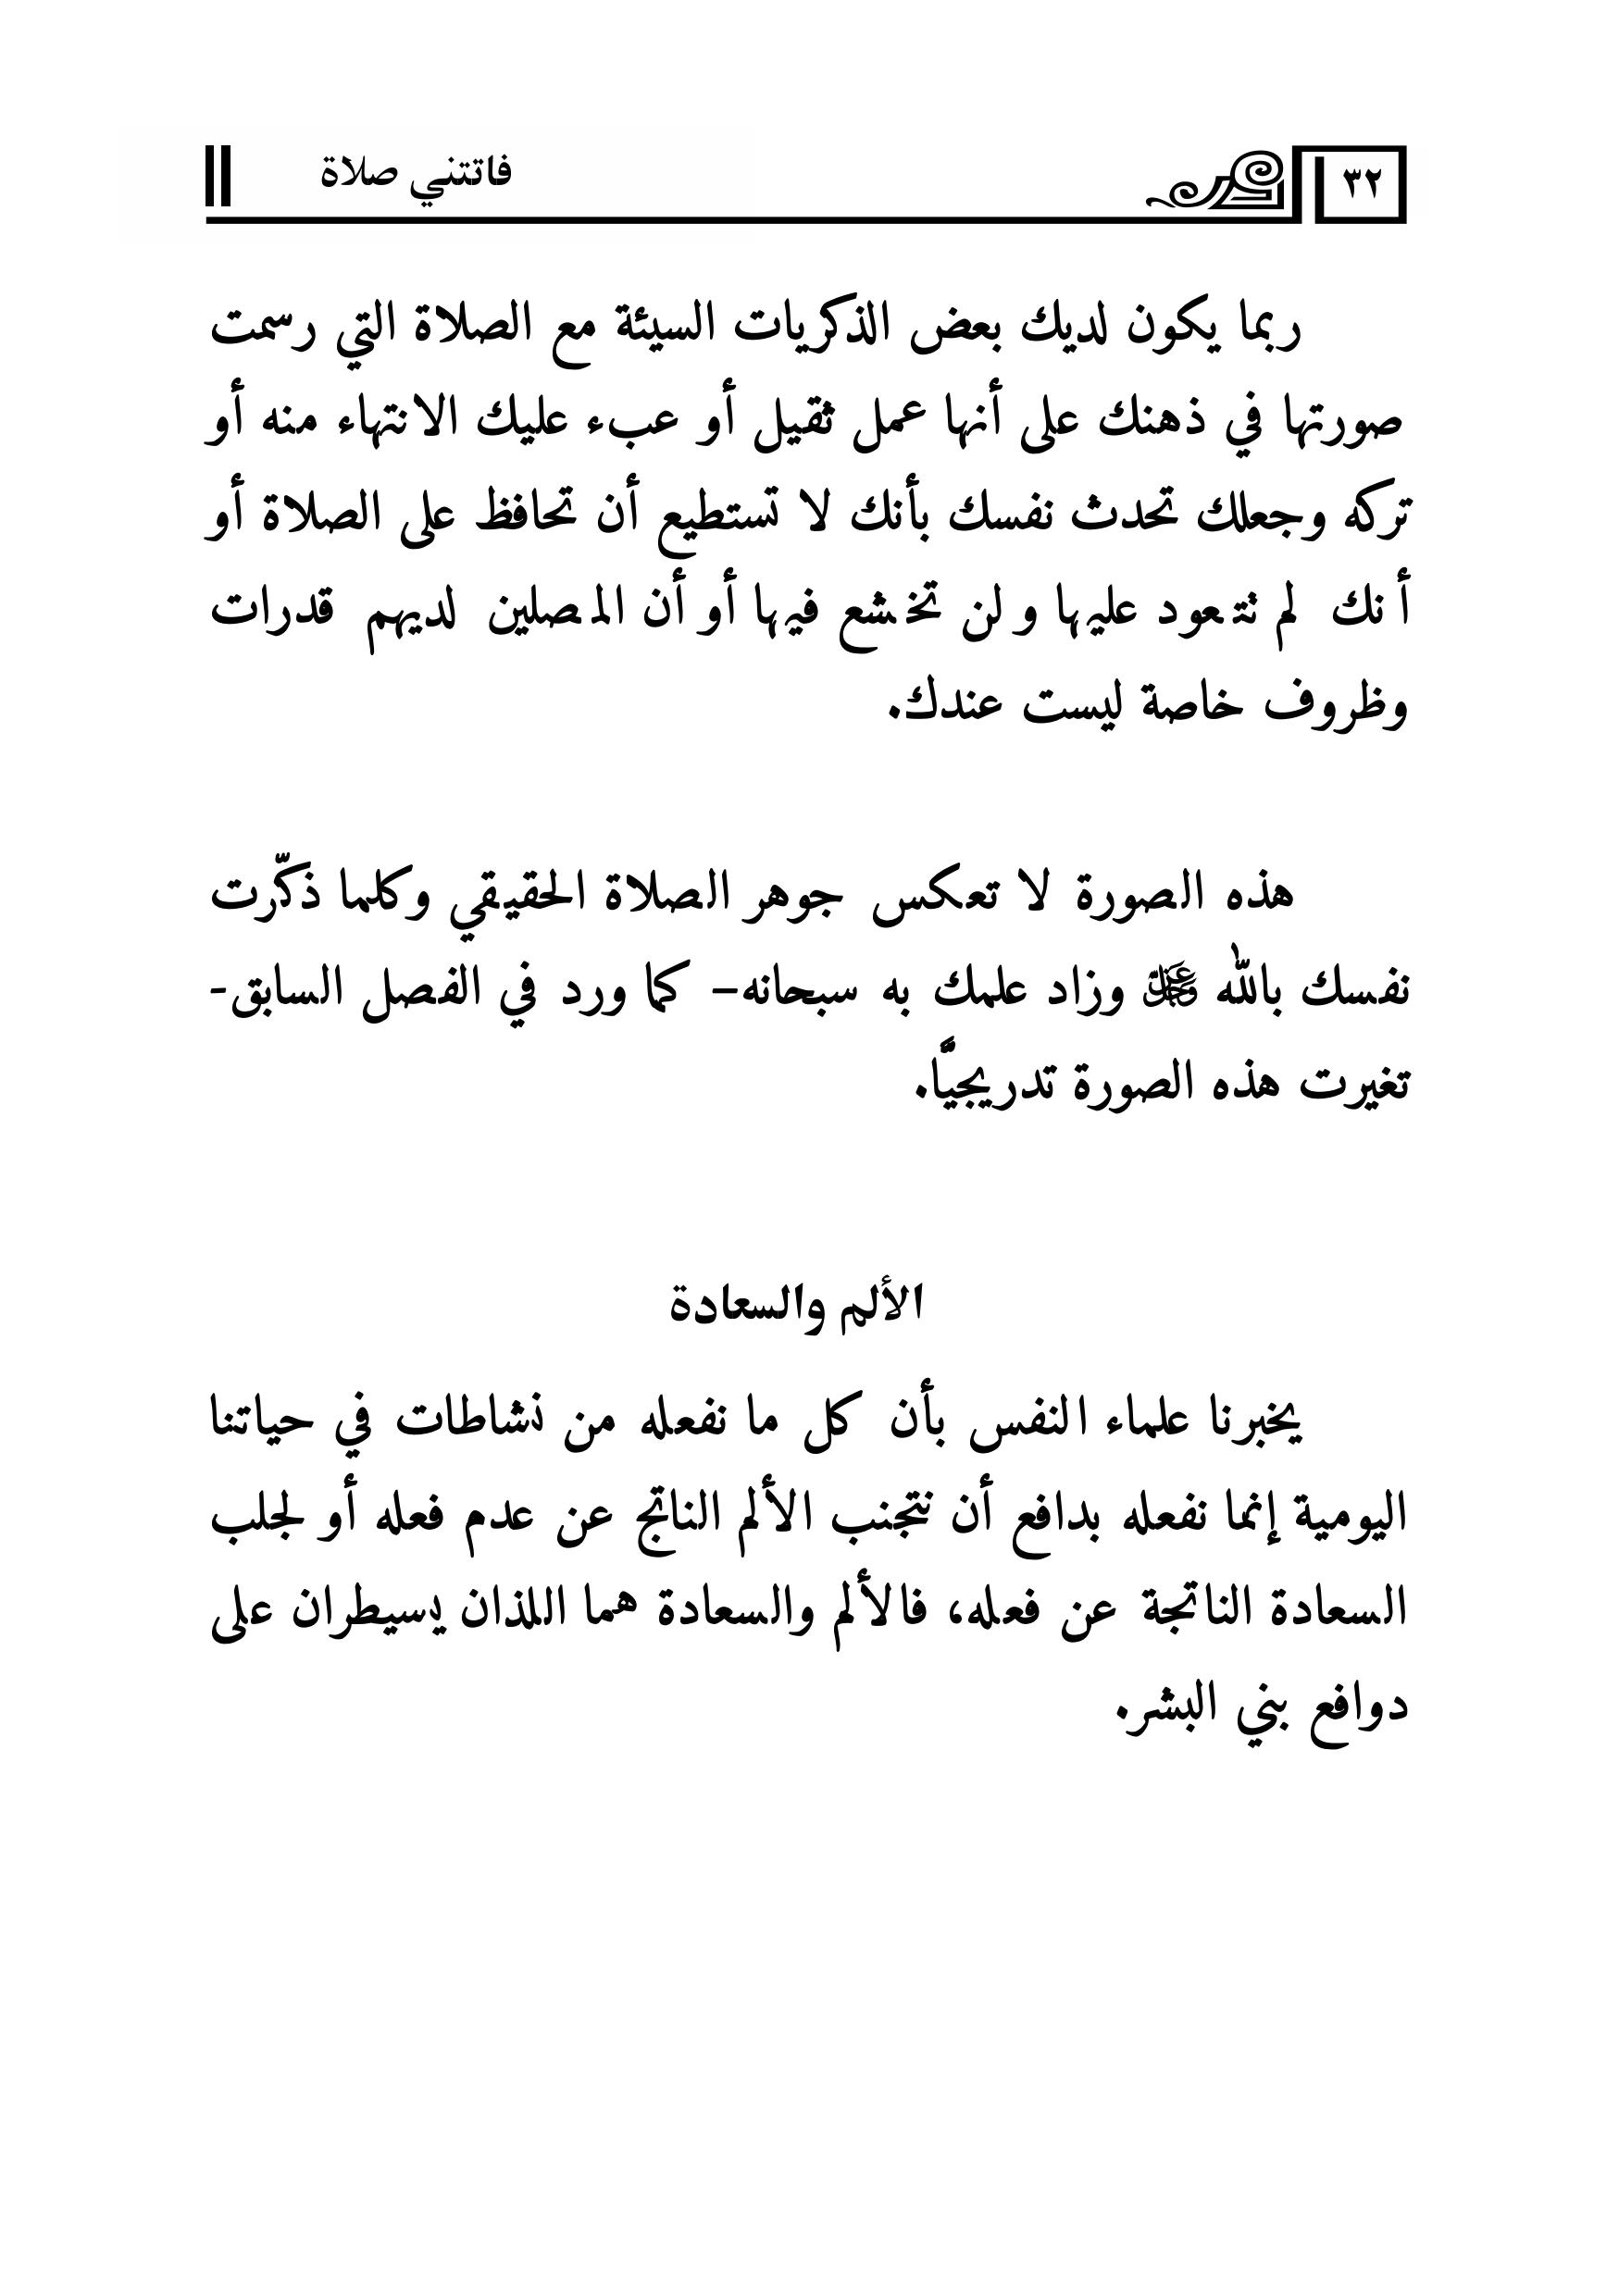 ٣٢
فاتتني صلاة
ربما يكون لديك بعض الذكريات السيئة مع الصلاة التي رسمت
صورتها في ذهنك على أنها عمل ثقيل أو عبء عليك الانتهاء منه أو
تركه وجعلك تحدث نفسك بأنك لا تستطيع أن تحافظ على الصلاة أو
أنك لم تتعود عليها ولن تخشع فيها أو أن المصلين لديهم قدرات
وظروف خاصة ليست عندك.
هذه الصورة لا تعكس جوهر الصلاة الحقيقي وكلما ذكّرت
نفسك بالله عز وجل وزاد علمك به سبحانه– كما ورد في الفصل السابق-
تغيرت هذه الصورة تدريجيًّا.
الألم والسعادة
يخبرنا علماء النفس بأن كل ما نفعله من نشاطات في حياتنا
اليومية إنما نفعله بدافع أن نتجنب الألم الناتج عن عدم فعله أو لجلب
السعادة الناتجة عن فعله، فالألم والسعادة هما اللذان يسيطران على
دوافع بني البشر.